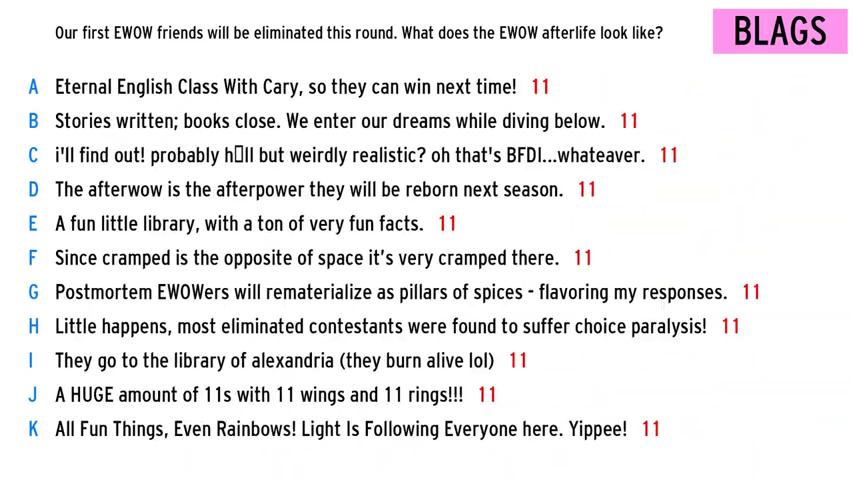 Our first EWOW friends will be eliminated this round. What does the EWOW afterlife look like?
BLAGS
A Eternal English Class With Cary, so they can win next time! 11
B Stories written; books close. We enter our dreams while diving below. 11
C i'll find out! probably h▯ll but weirdly realistic? oh that's BFDI...whateaver. 11
D The afterwow is the afterpower they will be reborn next season. 11
E A fun little library, with a ton of very fun facts. 11
F Since cramped is the opposite of space it’s very cramped there. 11
G Postmortem EWOWers will rematerialize as pillars of spices - flavoring my responses. 11
H Little happens, most eliminated contestants were found to suffer choice paralysis! 11
I They go to the library of alexandria (they burn alive lol) 11
J A HUGE amount of 11s with 11 wings and 11 rings!!! 11
K All Fun Things, Even Rainbows! Light Is Following Everyone here. Yippee! 11